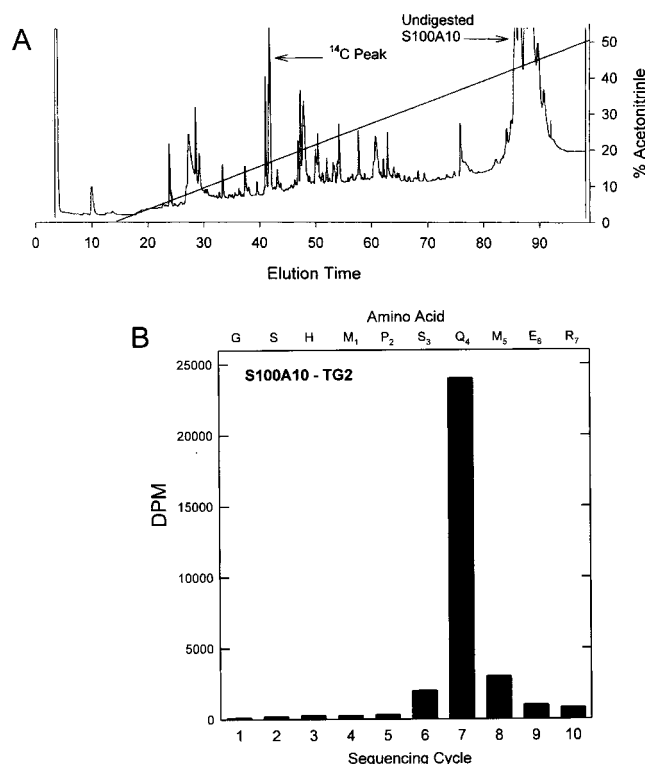 A
Undigested
S100A10
14C Peak
50
40
30
20
10
0
% Acetonitrinle
0 10 20 30 40 50 60 70 80 90
Elution Time
B
Amino Acid
G S H M1 P2 S3 Q4 M5 E6 R7
S100A10 - TG2
25000
20000
15000
10000
5000
0
DPM
1 2 3 4 5 6 7 8 9 10
Sequencing Cycle